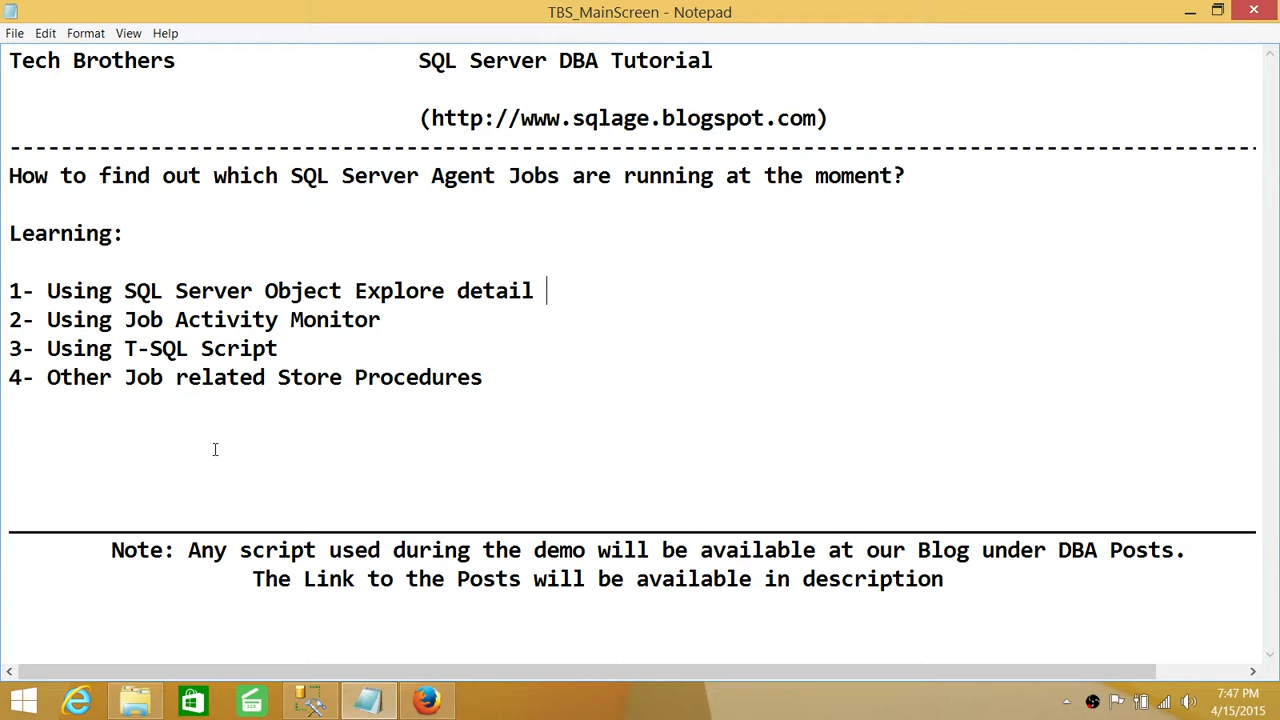 TBS_MainScreen - Notepad
File Edit Format View Help
Tech Brothers SQL Server DBA Tutorial
(http://www.sqlage.blogspot.com)
How to find out which SQL Server Agent Jobs are running at the moment?
Learning:
1- Using SQL Server Object Explore detail
2- Using Job Activity Monitor
3- Using T-SQL Script
4- Other Job related Store Procedures
Note: Any script used during the demo will be available at our Blog under DBA Posts.
The Link to the Posts will be available in description
7:47 PM
4/15/2015